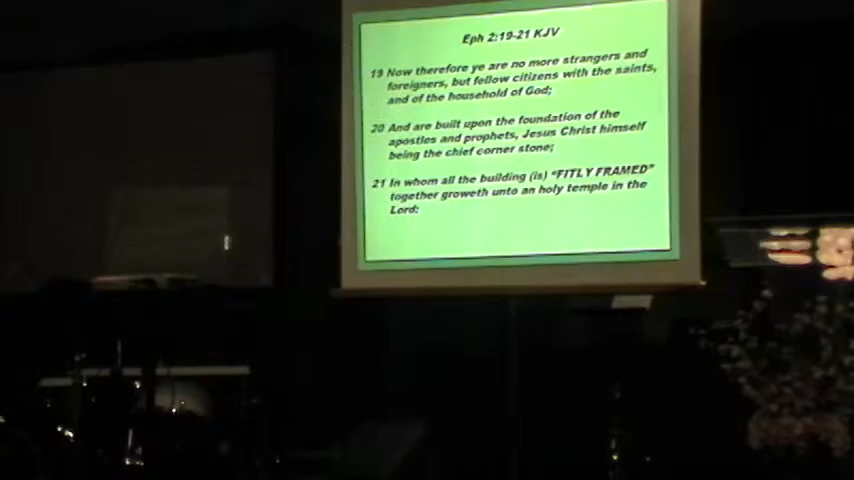 Eph 2:19-21 KJV
19 Now therefore ye are no more strangers and
foreigners, but fellow citizens with the saints,
and of the household of God;
20 And are built upon the foundation of the
apostles and prophets, Jesus Christ himself
being the chief corner stone;
21 In whom all the building (is) “FITLY FRAMED”
together groweth unto an holy temple in the
Lord: